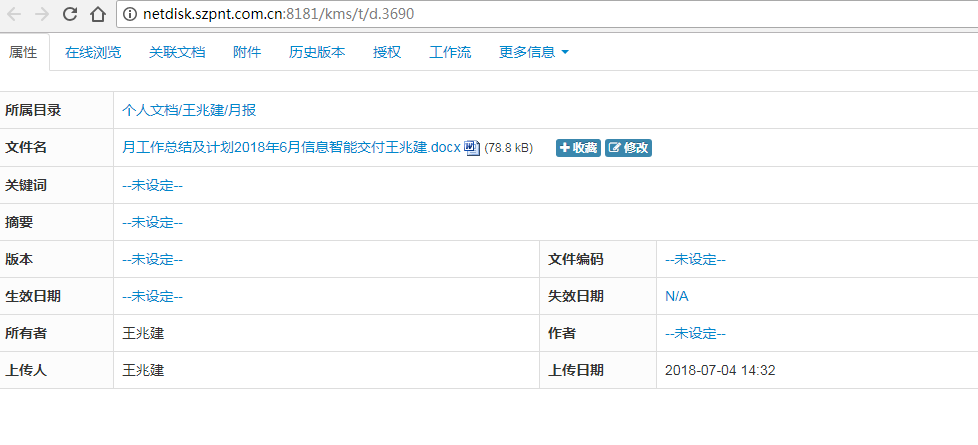 netdisk.szpnt.com.cn:8181/kms/t/d.3690
属性 在线浏览 关联文档 附件 历史版本 授权 工作流 更多信息
所属目录 个人文档/王兆建/月报
文件名 月工作总结及计划2018年6月信息智能交付王兆建.docx (78.8 kB) 收藏 修改
关键词 --未设定--
摘要 --未设定--
版本 --未设定-- 文件编码 --未设定--
生效日期 --未设定-- 失效日期 N/A
所有者 王兆建 作者 --未设定--
上传人 王兆建 上传日期 2018-07-04 14:32